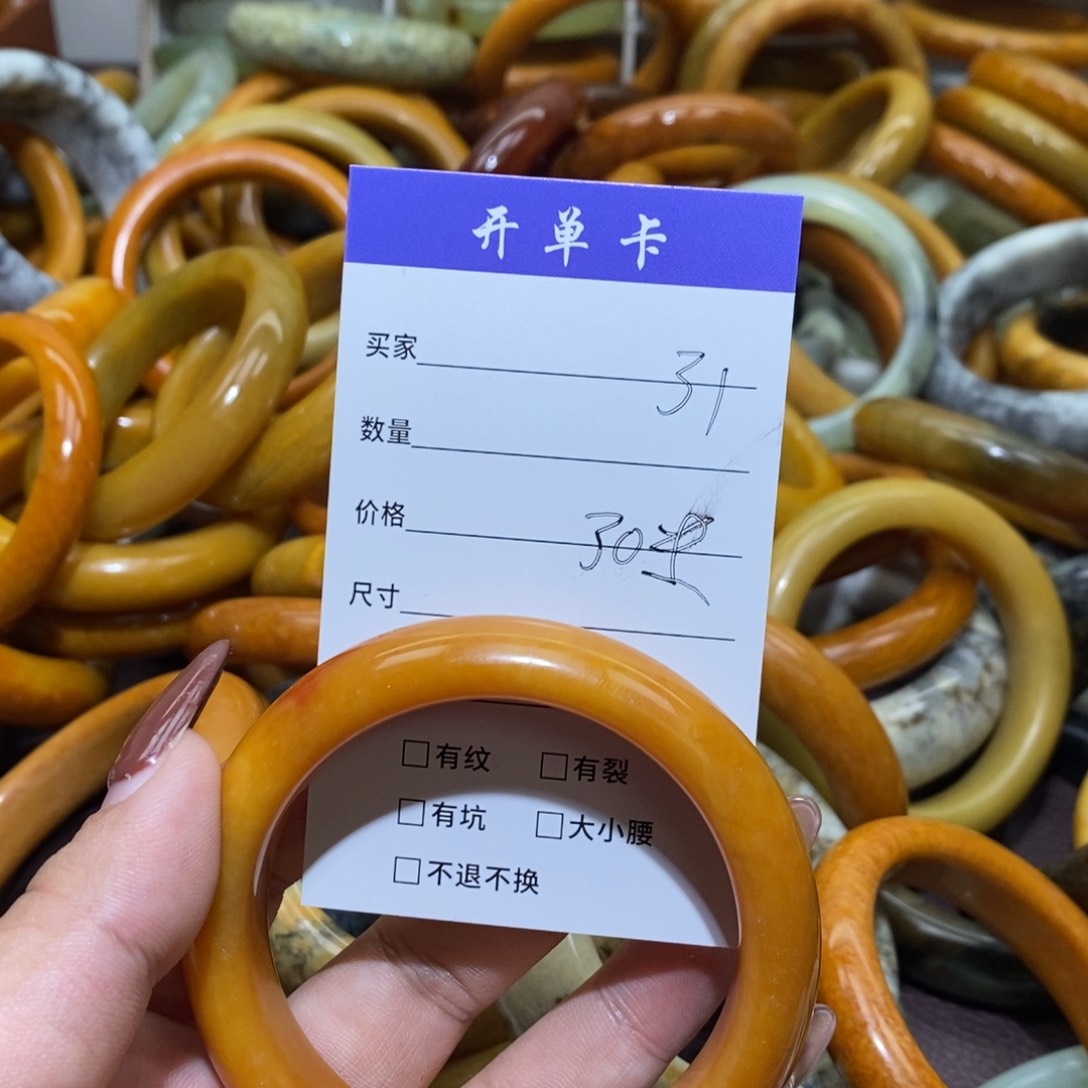 开单卡
买家 31
数量
价格 30
尺寸
□有纹 □有裂
□有坑 □大小腰
□不退不换